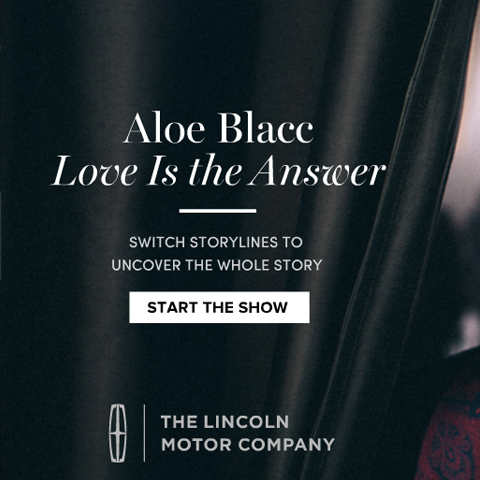 Aloe Blacc
Love Is the Answer
SWITCH STORYLINES TO
UNCOVER THE WHOLE STORY
START THE SHOW
THE LINCOLN
MOTOR COMPANY